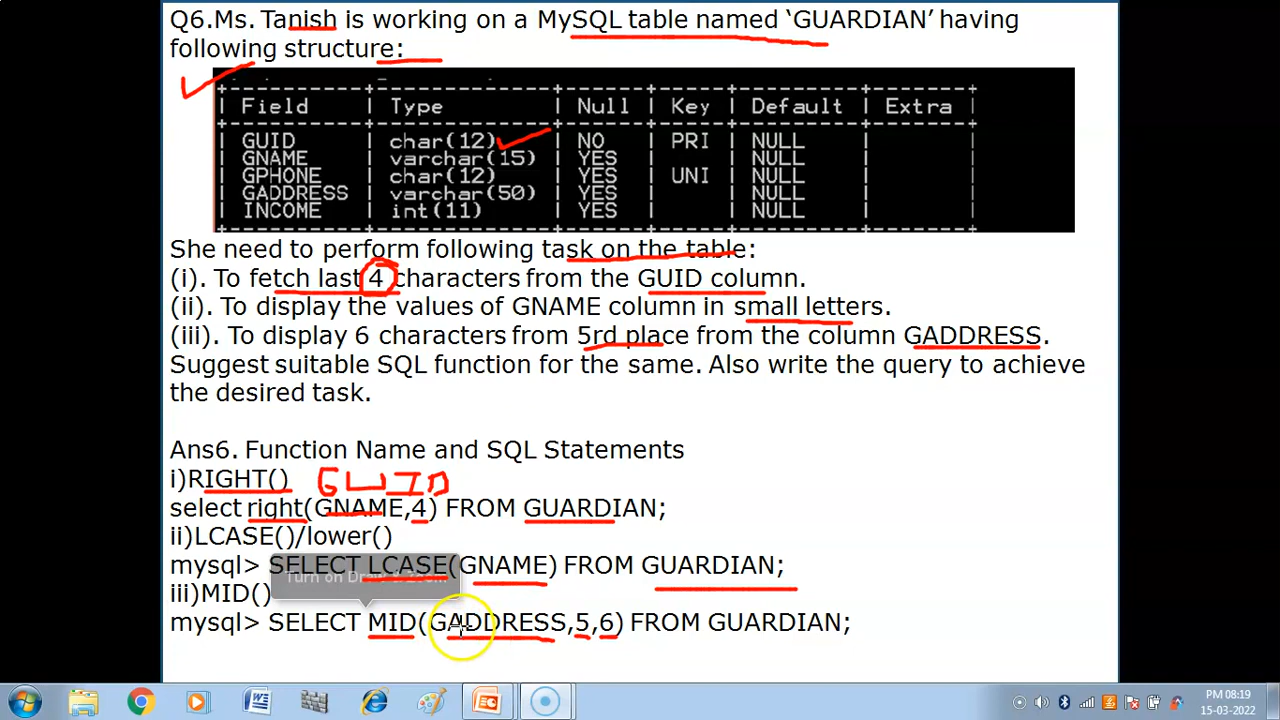 Q6.Ms. Tanish is working on a MySQL table named ‘GUARDIAN’ having
following structure:
Field | Type | Null | Key | Default | Extra
GUID | char(12) | NO | PRI | NULL |
GNAME | varchar(15) | YES | | NULL |
GPHONE | char(12) | YES | UNI | NULL |
GADDRESS | varchar(50) | YES | | NULL |
INCOME | int(11) | YES | | NULL |
She need to perform following task on the table:
(i). To fetch last 4 characters from the GUID column.
(ii). To display the values of GNAME column in small letters.
(iii). To display 6 characters from 5rd place from the column GADDRESS.
Suggest suitable SQL function for the same. Also write the query to achieve
the desired task.
Ans6. Function Name and SQL Statements
i)RIGHT() GUID
select right(GNAME,4) FROM GUARDIAN;
ii)LCASE()/lower()
mysql> SELECT LCASE(GNAME) FROM GUARDIAN;
Turn on Draw
iii)MID()
mysql> SELECT MID(GADDRESS,5,6) FROM GUARDIAN;
PM 08:19
15-03-2022